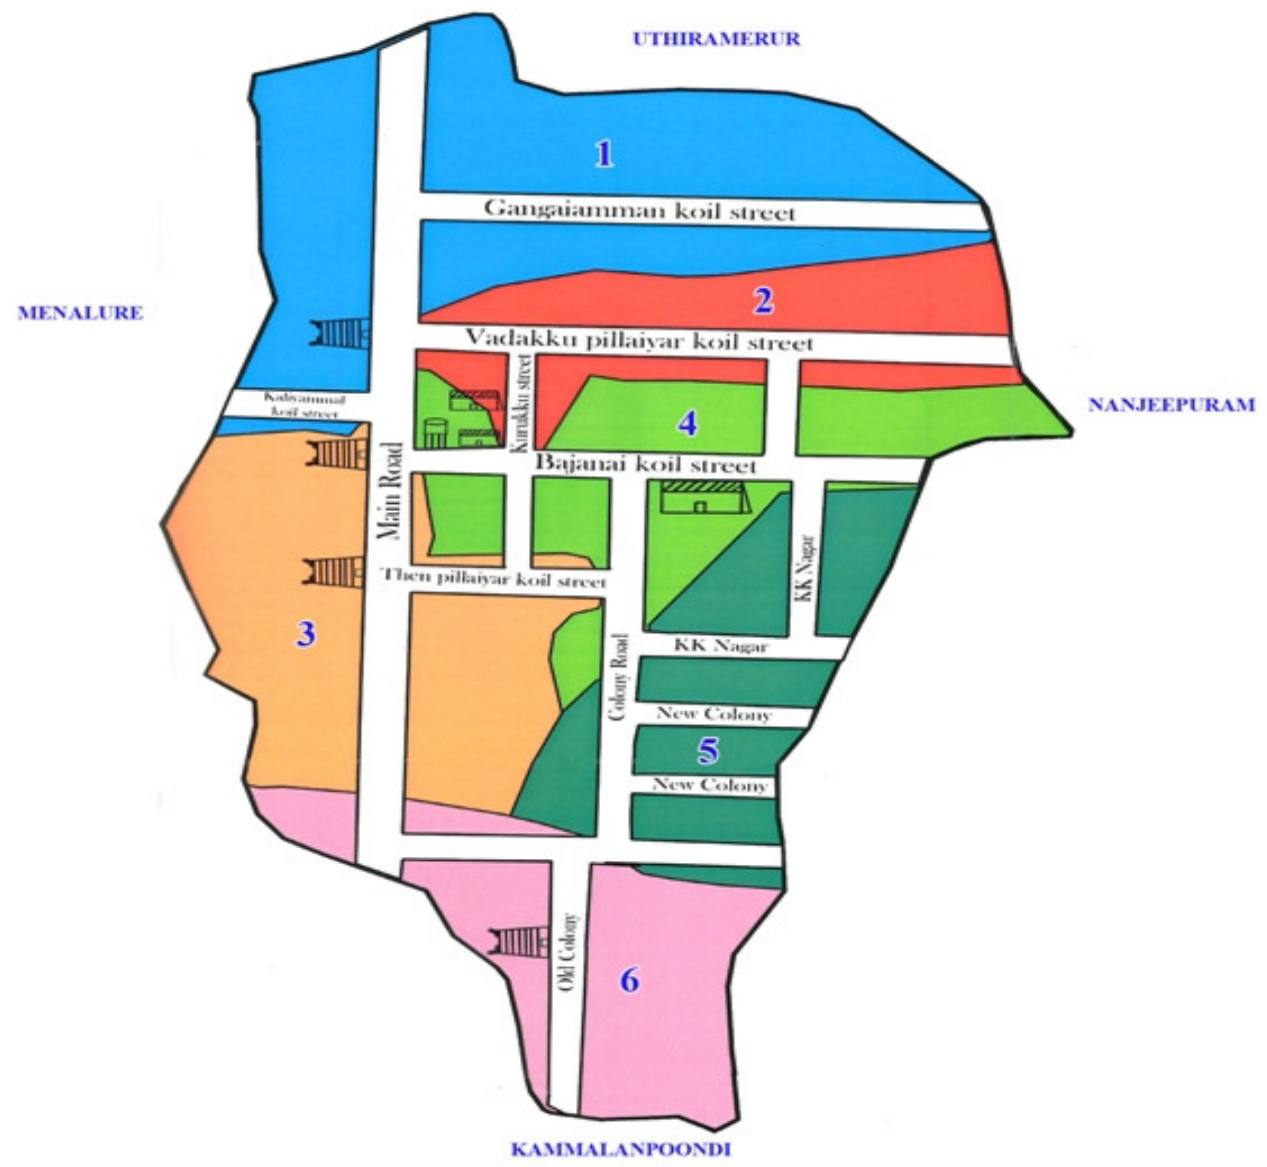 UTHIRAMERUR
1
Gangaiamman koil street
2
MENALURE
Vadakku pillaiyar koil street
Kurukku street
Kaliyammal
koil street
NANJEEPURAM
4
Bajanai koil street
Main Road
KK Nagar
Then pillaiyar koil street
3
Colony Road
KK Nagar
New Colony
5
New Colony
Old Colony
6
KAMMALANPOONDI